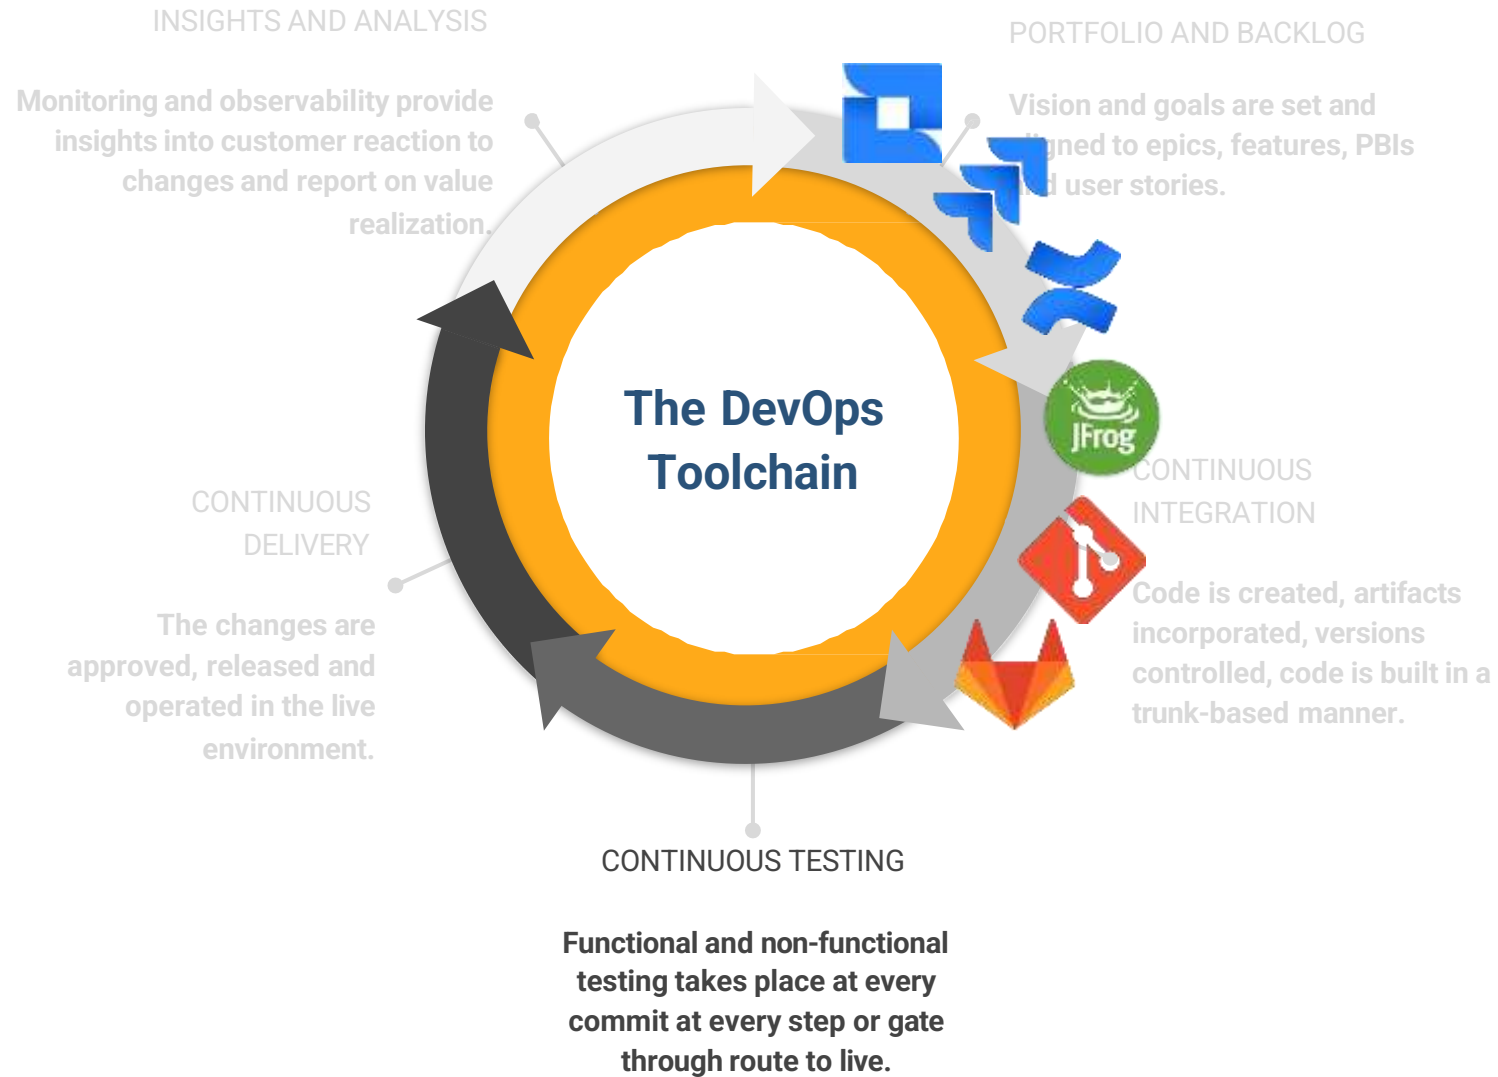 INSIGHTS AND ANALYSIS
Monitoring and observability provide
insights into customer reaction to
changes and report on value
realization.
PORTFOLIO AND BACKLOG
Vision and goals are set and
to epics, features, PBIs
user stories.
The DevOps
Toolchain
JFrog
CONTINUOUS
INTEGRATION
Code is created, artifacts
incorporated, versions
controlled, code is built in a
trunk-based manner.
CONTINUOUS
DELIVERY
The changes are
approved, released and
operated in the live
environment.
CONTINUOUS TESTING
Functional and non-functional
testing takes place at every
commit at every step or gate
through route to live.